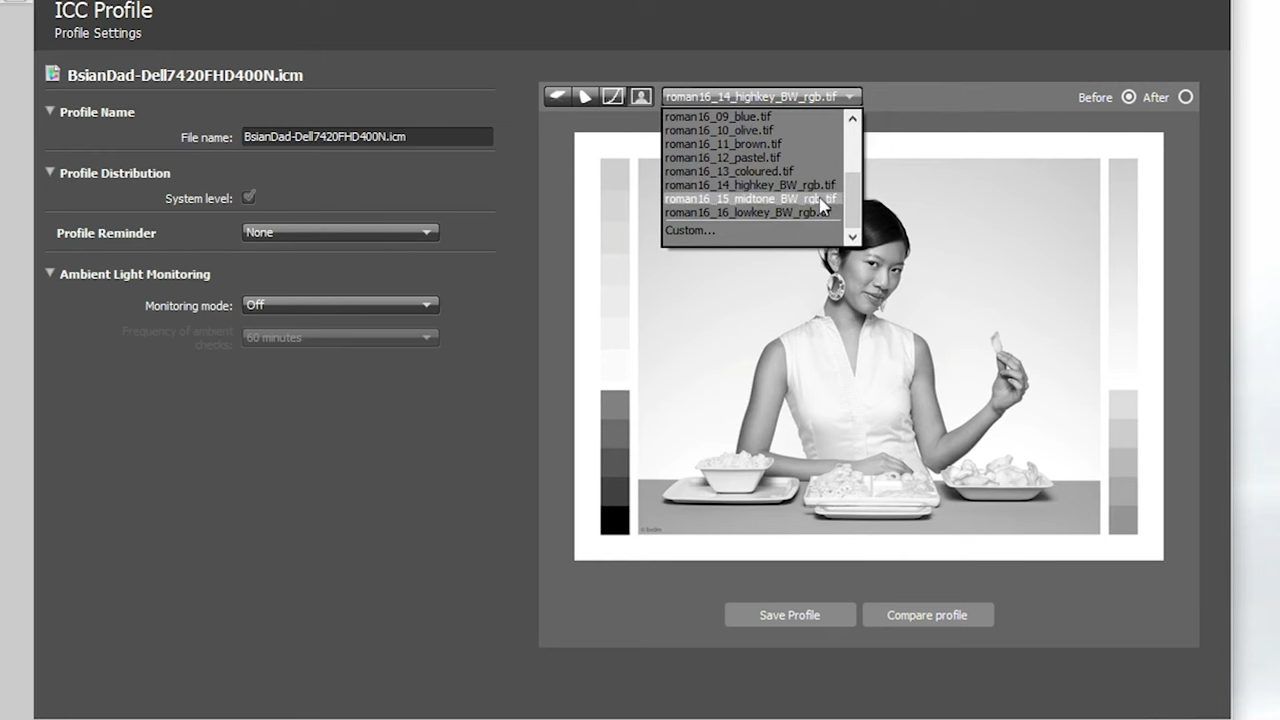 ICC Profile
Profile Settings
BsianDad-Dell7420FHD400N.icm
Profile Name
File name: BsianDad-Dell7420FHD400N.icm
Profile Distribution
System level:
Profile Reminder None
Ambient Light Monitoring
Monitoring mode: Off
Frequency of ambient checks: 60 minutes
roman16_14_highkey_BW_rgb.tif
Before After
roman16_09_blue.tif
roman16_10_olive.tif
roman16_11_brown.tif
roman16_12_pastel.tif
roman16_13_coloured.tif
roman16_14_highkey_BW_rgb.tif
roman16_15_midtone_BW_rgb.tif
roman16_16_lowkey_BW_rgb.tif
Custom...
Save Profile
Compare profile